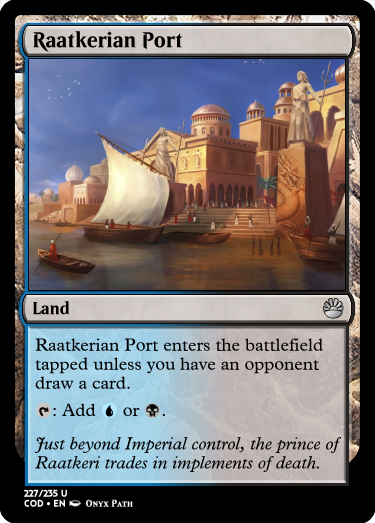 Raatkerian Port
Land
Raatkerian Port enters the battlefield
tapped unless you have an opponent
draw a card.
: Add or .
Just beyond Imperial control, the prince of
Raatkeri trades in implements of death.
227/235 U
COD • EN Onyx Path